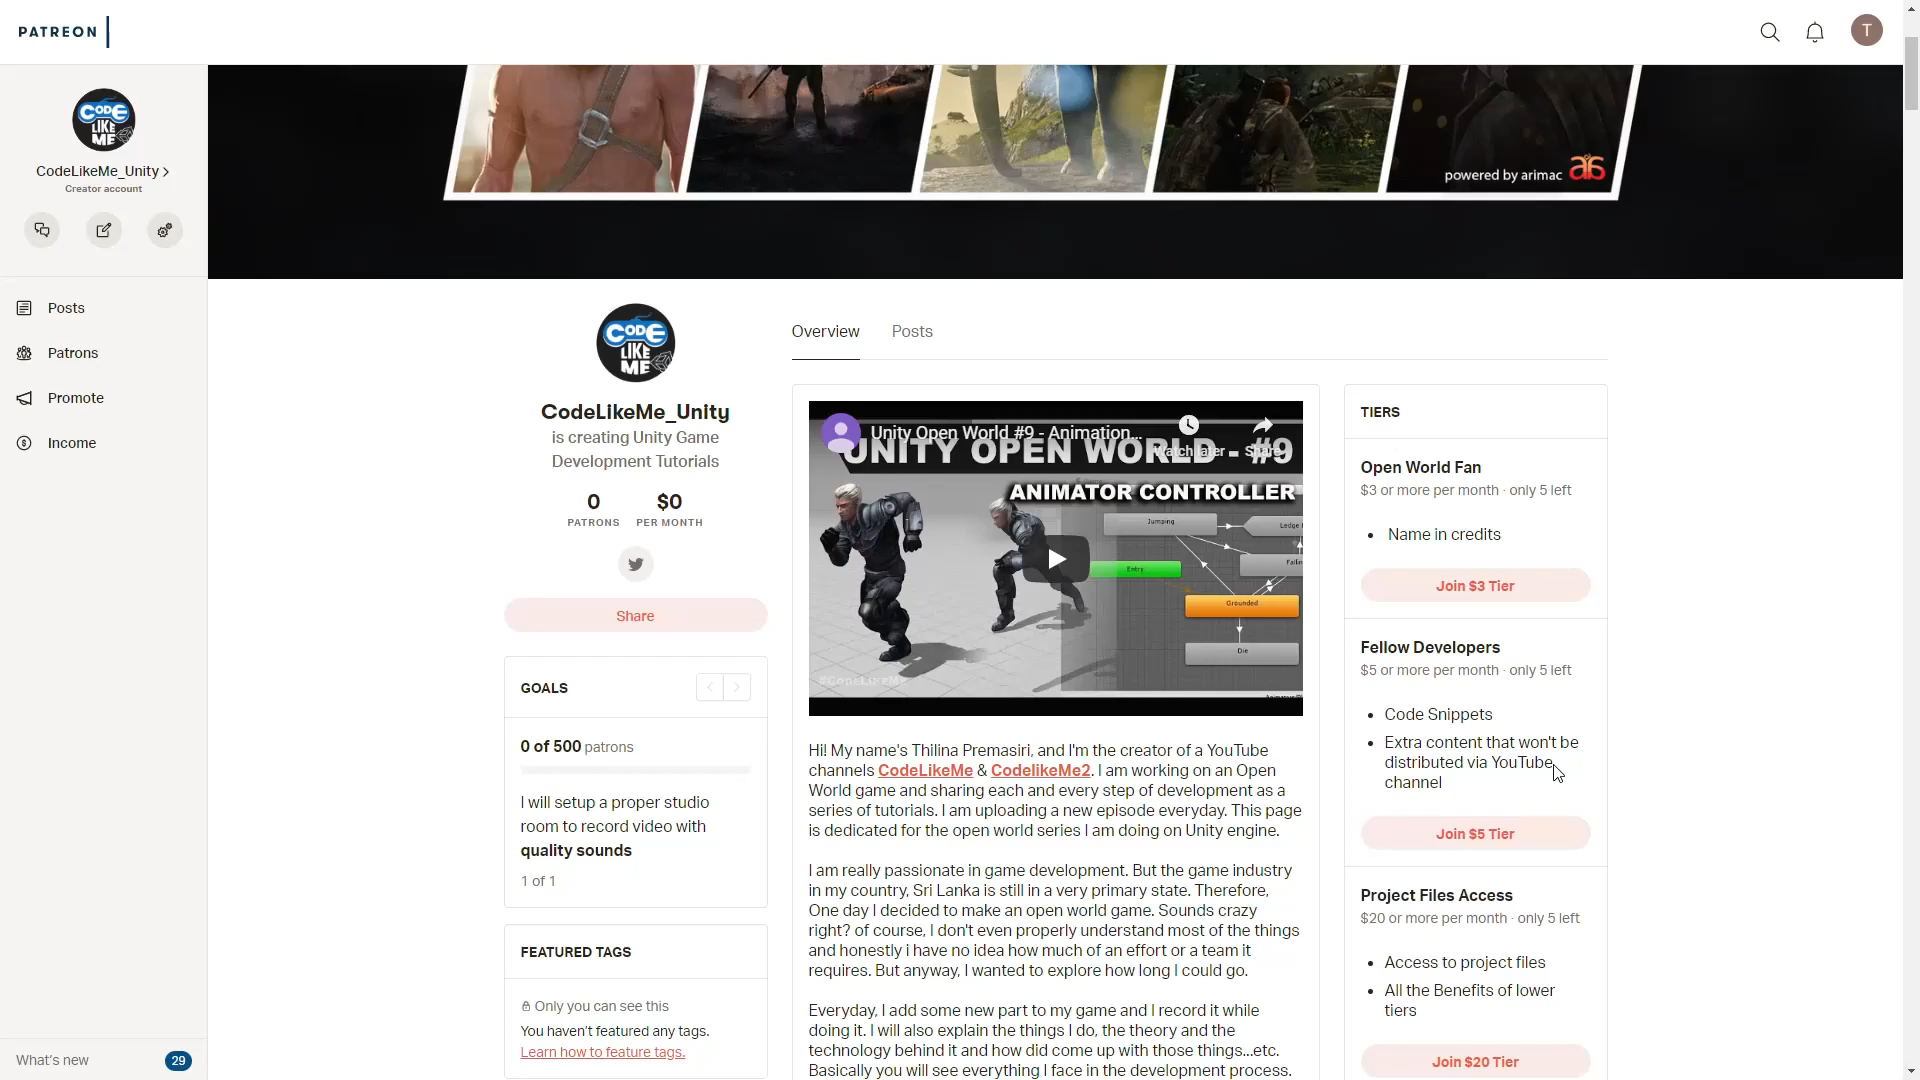 PATREON
T
CODE
LIKE
ME
CodeLikeMe_Unity
Creator account
Posts
Patrons
Promote
Income
What's new
29
powered by arimac
CODE
LIKE
ME
CodeLikeMe_Unity
is creating Unity Game
Development Tutorials
0
PATRONS
$0
PER MONTH
Share
GOALS
0 of 500 patrons
I will setup a proper studio
room to record video with
quality sounds
1 of 1
FEATURED TAGS
Only you can see this
You haven't featured any tags.
Learn how to feature tags.
Overview
Posts
Unity Open World #9 - Animation...
Watch later
Share
UNITY OPEN WORLD - #9
ANIMATOR CONTROLLER
Jumping
Ledge
Entry
Fallin
Grounded
Die
#CodeLikeMe
Hi! My name's Thilina Premasiri, and I'm the creator of a YouTube
channels CodeLikeMe & CodelikeMe2. I am working on an Open
World game and sharing each and every step of development as a
series of tutorials. I am uploading a new episode everyday. This page
is dedicated for the open world series I am doing on Unity engine.
I am really passionate in game development. But the game industry
in my country, Sri Lanka is still in a very primary state. Therefore,
One day I decided to make an open world game. Sounds crazy
right? of course, I don't even properly understand most of the things
and honestly i have no idea how much of an effort or a team it
requires. But anyway, I wanted to explore how long I could go.
Everyday, I add some new part to my game and I record it while
doing it. I will also explain the things I do, the theory and the
technology behind it and how did come up with those things...etc.
Basically you will see everything I face in the development process.
TIERS
Open World Fan
$3 or more per month · only 5 left
Name in credits
Join $3 Tier
Fellow Developers
$5 or more per month · only 5 left
Code Snippets
Extra content that won't be
distributed via YouTube
channel
Join $5 Tier
Project Files Access
$20 or more per month · only 5 left
Access to project files
All the Benefits of lower
tiers
Join $20 Tier